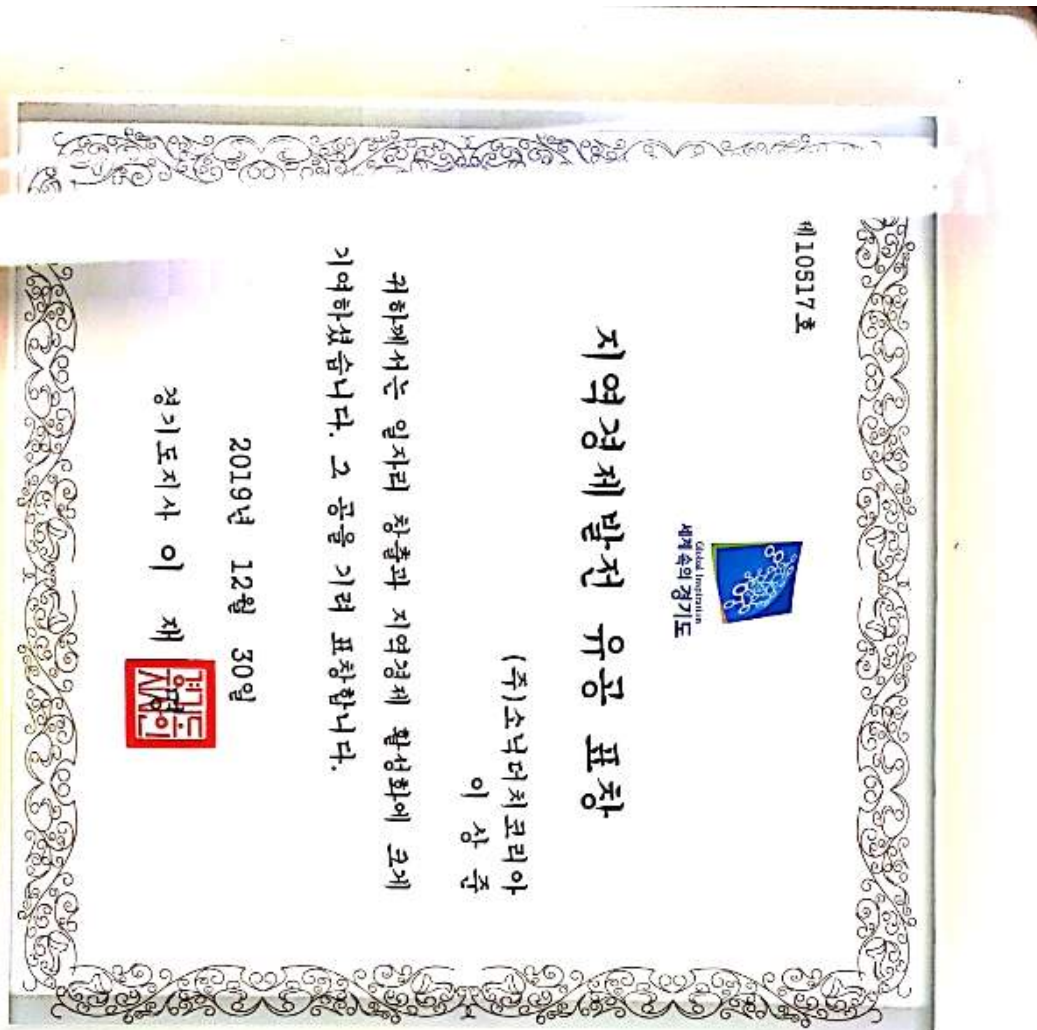 제10517호
Global Inspiration
세계 속의 경기도
지역경제발전 유공 표창
(주)소닉더치코리아
이 상 준
귀하께서는 일자리 창출과 지역경제 활성화에 크게
기여하셨습니다. 그 공을 기려 표창합니다.
2019년 12월 30일
경기도지사 이 재 명